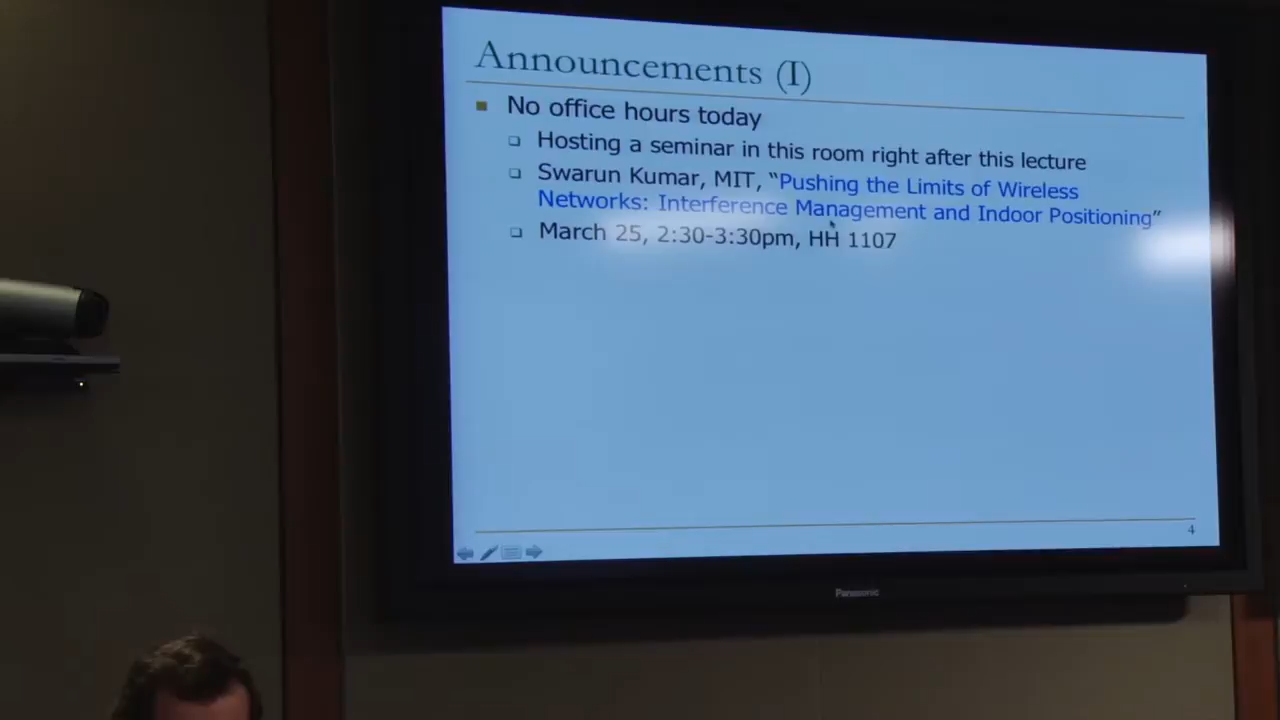 Announcements (I)
No office hours today
Hosting a seminar in this room right after this lecture
Swarun Kumar, MIT, “Pushing the Limits of Wireless
Networks: Interference Management and Indoor Positioning”
March 25, 2:30-3:30pm, HH 1107
4
Panasonic